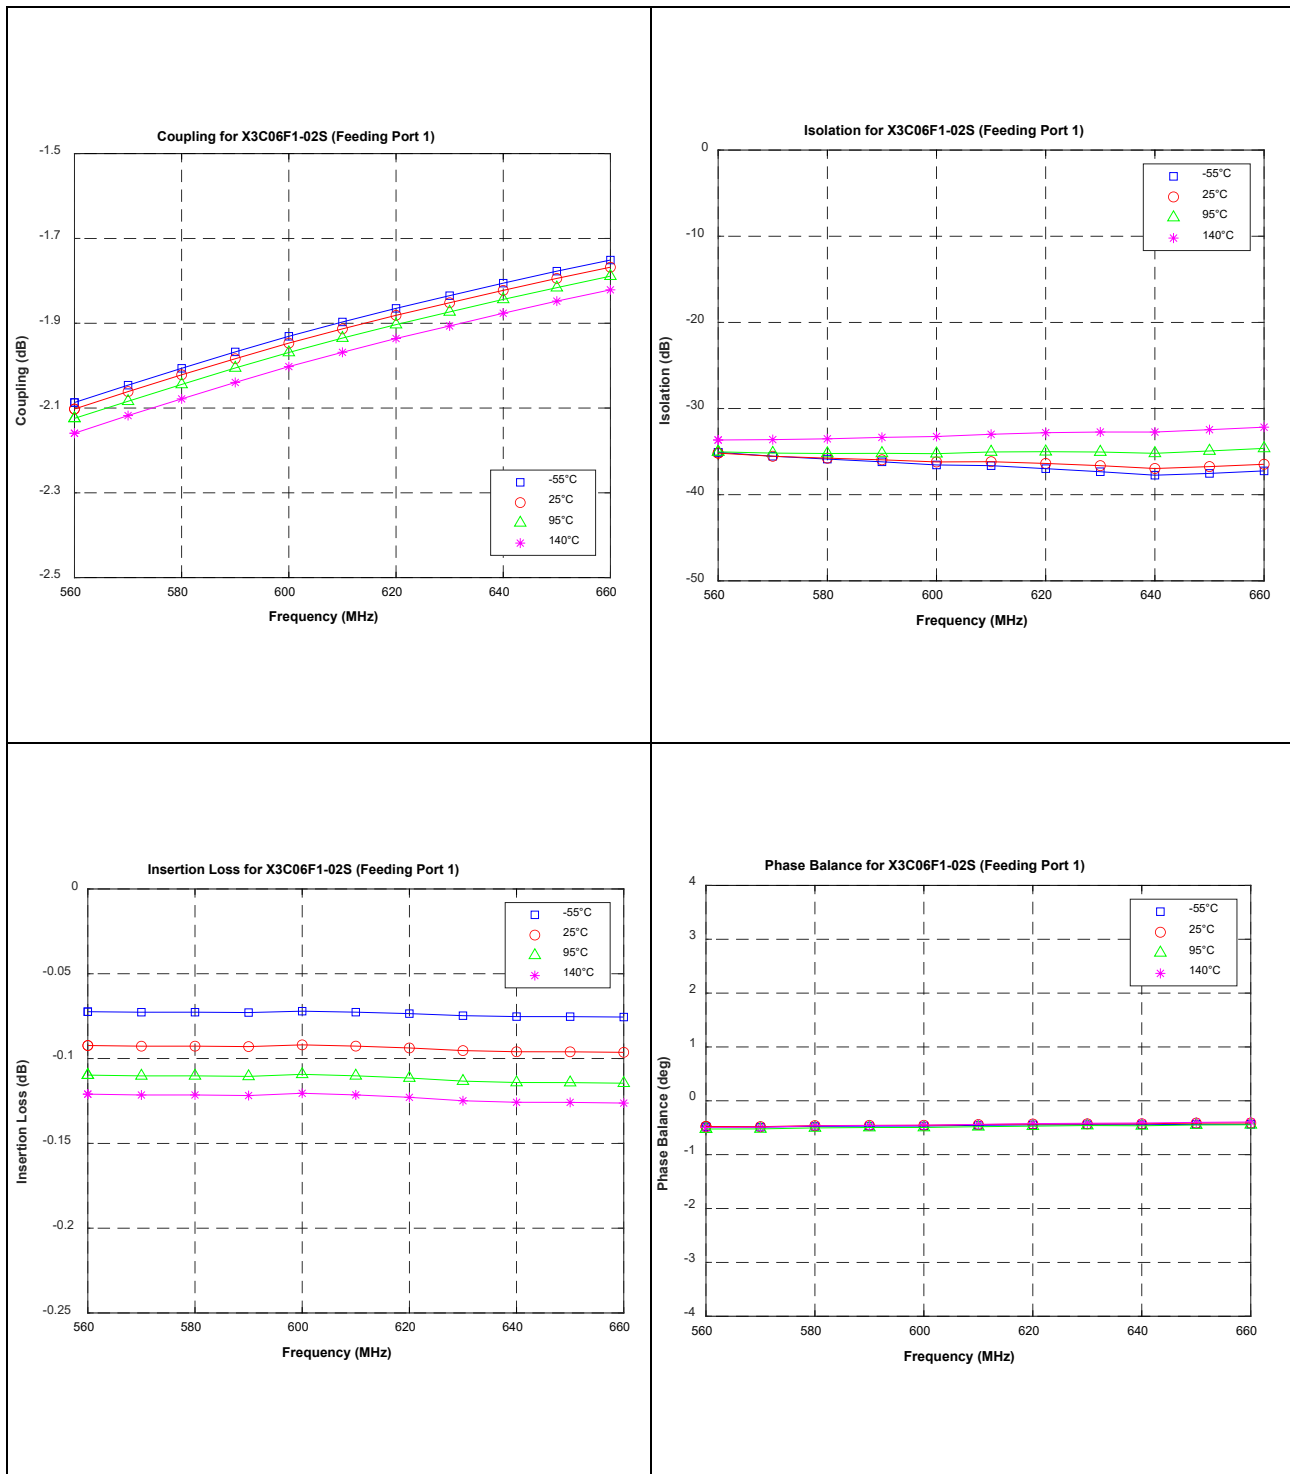 Coupling for X3C06F1-02S (Feeding Port 1)
-1.5
-1.7
-1.9
-2.1
-2.3
-2.5
Coupling (dB)
-55°C
25°C
95°C
140°C
560
580
600
620
640
660
Frequency (MHz)
Isolation for X3C06F1-02S (Feeding Port 1)
0
-10
-20
-30
-40
-50
Isolation (dB)
-55°C
25°C
95°C
140°C
560
580
600
620
640
660
Frequency (MHz)
Insertion Loss for X3C06F1-02S (Feeding Port 1)
0
-0.05
-0.1
-0.15
-0.2
-0.25
Insertion Loss (dB)
-55°C
25°C
95°C
140°C
560
580
600
620
640
660
Frequency (MHz)
Phase Balance for X3C06F1-02S (Feeding Port 1)
4
3
2
1
0
-1
-2
-3
-4
Phase Balance (deg)
-55°C
25°C
95°C
140°C
560
580
600
620
640
660
Frequency (MHz)